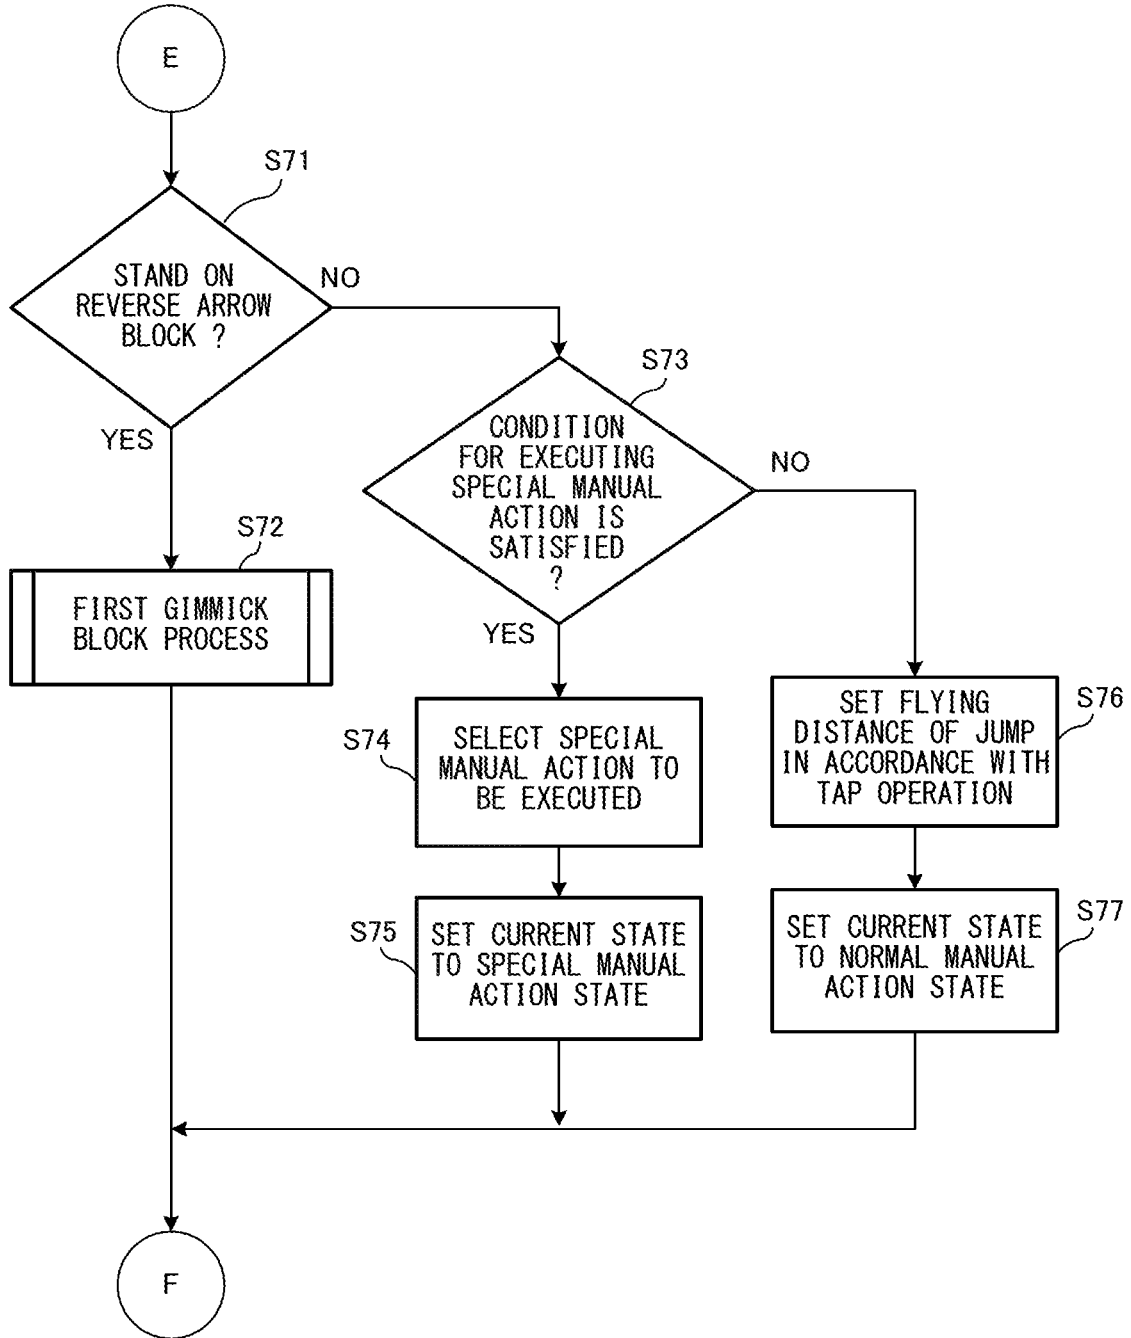 E
S71
STAND ON
REVERSE ARROW
BLOCK ?
NO
YES
S73
CONDITION
FOR EXECUTING
SPECIAL MANUAL
ACTION IS
SATISFIED
?
NO
YES
S72
FIRST GIMMICK
BLOCK PROCESS
S74
SELECT SPECIAL
MANUAL ACTION TO
BE EXECUTED
S76
SET FLYING
DISTANCE OF JUMP
IN ACCORDANCE WITH
TAP OPERATION
S75
SET CURRENT STATE
TO SPECIAL MANUAL
ACTION STATE
S77
SET CURRENT STATE
TO NORMAL MANUAL
ACTION STATE
F